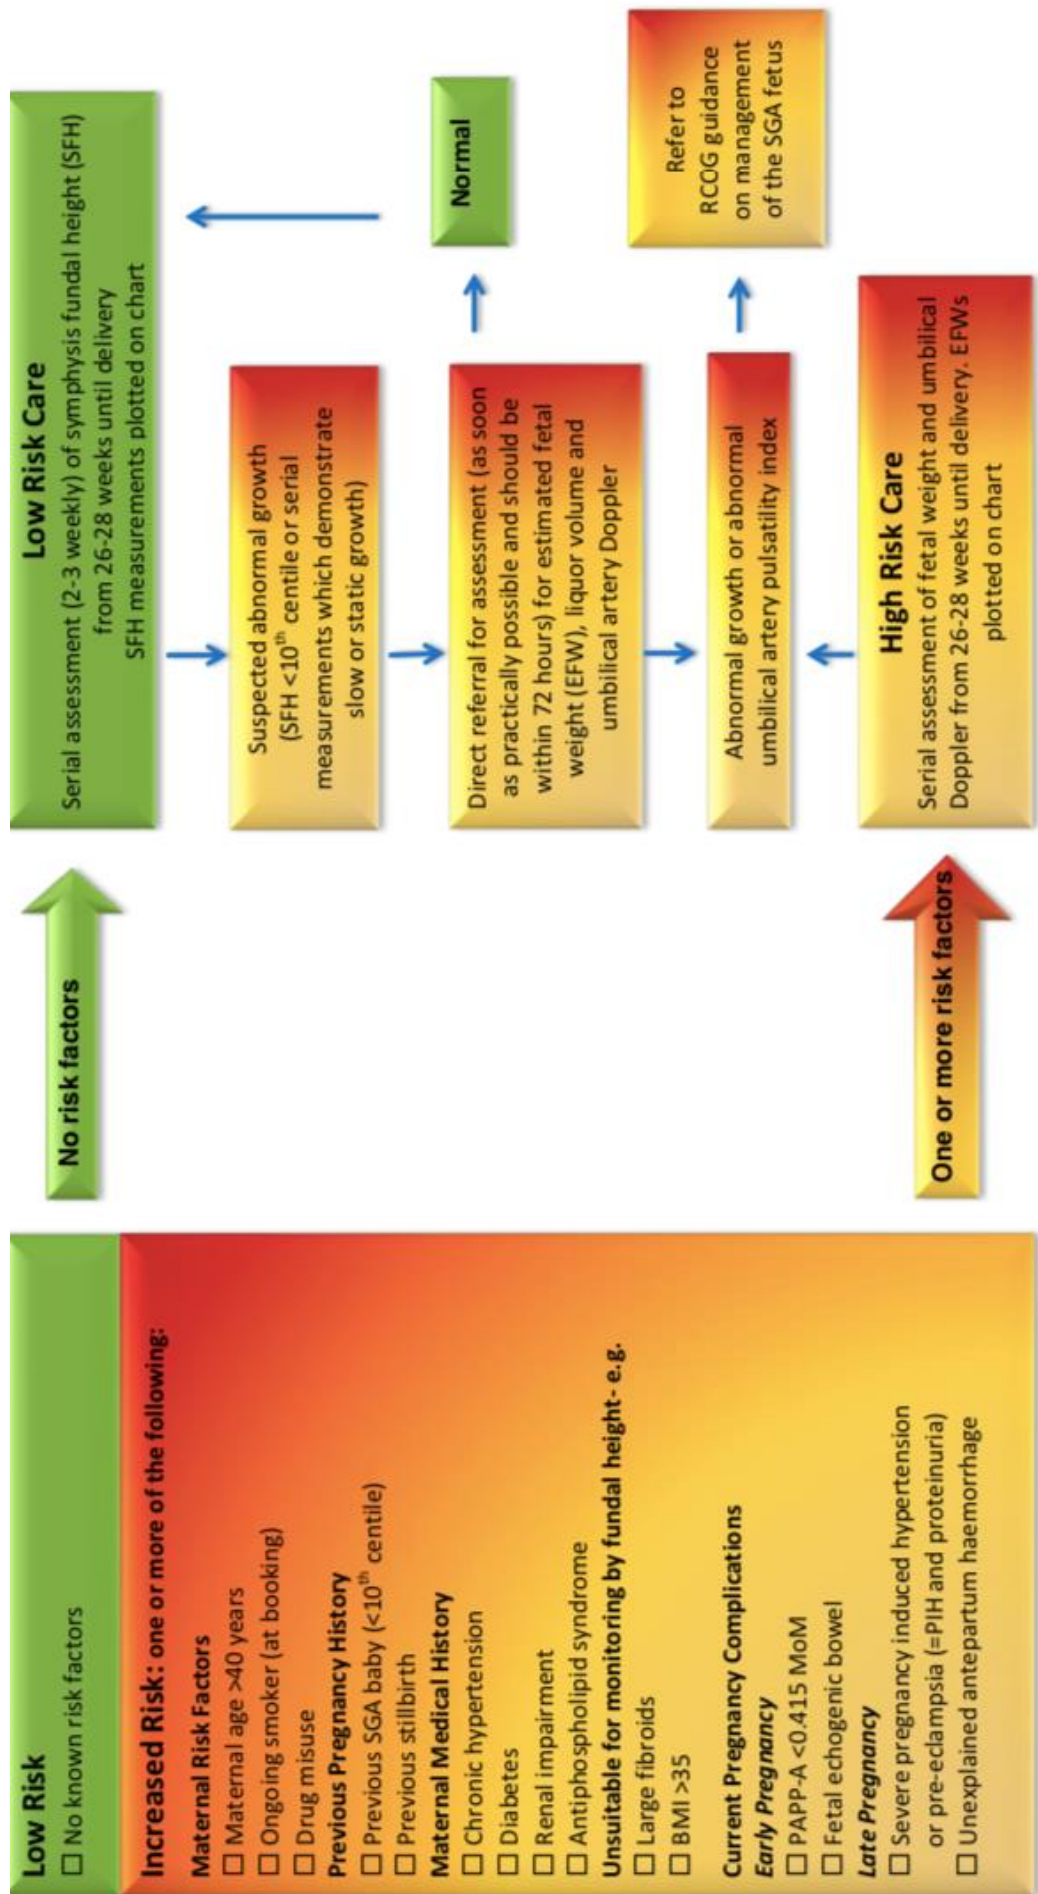 Low Risk
☐ No known risk factors
Increased Risk: one or more of the following:
Maternal Risk Factors
☐ Maternal age >40 years
☐ Ongoing smoker (at booking)
☐ Drug misuse
Previous Pregnancy History
☐ Previous SGA baby (<10th centile)
☐ Previous stillbirth
Maternal Medical History
☐ Chronic hypertension
☐ Diabetes
☐ Renal impairment
☐ Antiphospholipid syndrome
Unsuitable for monitoring by fundal height- e.g.
☐ Large fibroids
☐ BMI >35
Current Pregnancy Complications
Early Pregnancy
☐ PAPP-A <0.415 MoM
☐ Fetal echogenic bowel
Late Pregnancy
☐ Severe pregnancy induced hypertension
or pre-eclampsia (=PIH and proteinuria)
☐ Unexplained antepartum haemorrhage
No risk factors
One or more risk factors
Low Risk Care
Serial assessment (2-3 weekly) of symphysis fundal height (SFH)
from 26-28 weeks until delivery
SFH measurements plotted on chart
Suspected abnormal growth
(SFH <10th centile or serial
measurements which demonstrate
slow or static growth)
Direct referral for assessment (as soon
as practically possible and should be
within 72 hours) for estimated fetal
weight (EFW), liquor volume and
umbilical artery Doppler
Normal
Abnormal growth or abnormal
umbilical artery pulsatility index
Refer to
RCOG guidance
on management
of the SGA fetus
High Risk Care
Serial assessment of fetal weight and umbilical
Doppler from 26-28 weeks until delivery. EFWs
plotted on chart